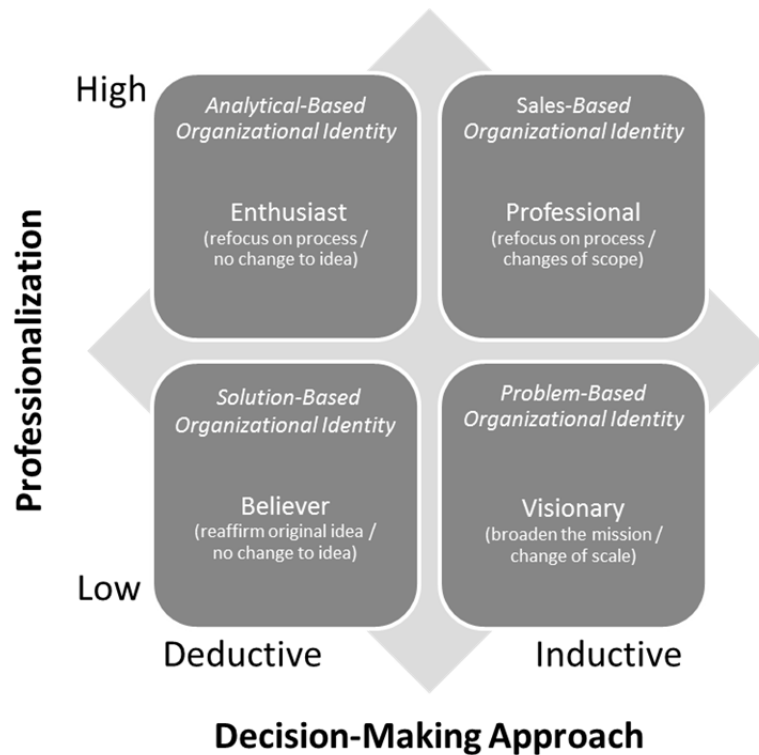 High
Analytical-Based
Organizational Identity
Enthusiast
(refocus on process /
no change to idea)
Sales-Based
Organizational Identity
Professional
(refocus on process /
changes of scope)
Professionalization
Solution-Based
Organizational Identity
Believer
(reaffirm original idea /
no change to idea)
Problem-Based
Organizational Identity
Visionary
(broaden the mission /
change of scale)
Low
Deductive
Inductive
Decision-Making Approach